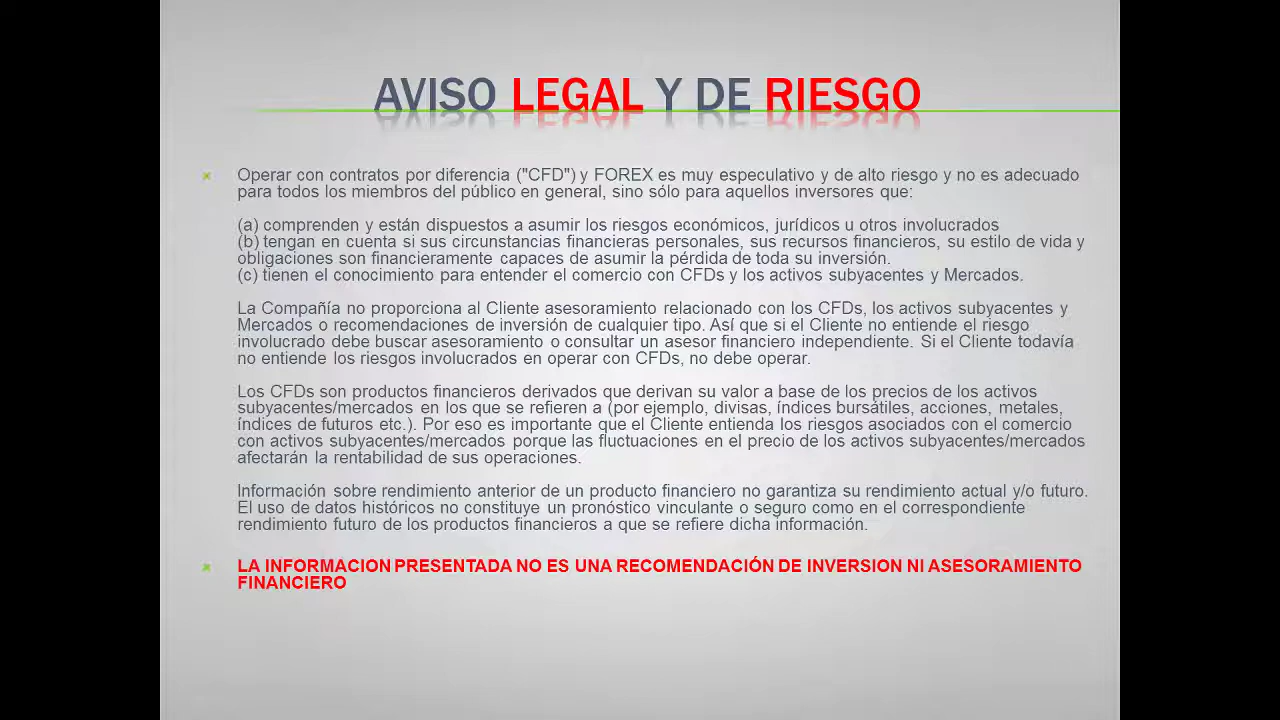 AVISO LEGAL Y DE RIESGO
Operar con contratos por diferencia ("CFD") y FOREX es muy especulativo y de alto riesgo y no es adecuado
para todos los miembros del público en general, sino sólo para aquellos inversores que:
(a) comprenden y están dispuestos a asumir los riesgos económicos, jurídicos u otros involucrados
(b) tengan en cuenta si sus circunstancias financieras personales, sus recursos financieros, su estilo de vida y
obligaciones son financieramente capaces de asumir la pérdida de toda su inversión.
(c) tienen el conocimiento para entender el comercio con CFDs y los activos subyacentes y Mercados.
La Compañía no proporciona al Cliente asesoramiento relacionado con los CFDs, los activos subyacentes y
Mercados o recomendaciones de inversión de cualquier tipo. Así que si el Cliente no entiende el riesgo
involucrado debe buscar asesoramiento o consultar un asesor financiero independiente. Si el Cliente todavía
no entiende los riesgos involucrados en operar con CFDs, no debe operar.
Los CFDs son productos financieros derivados que derivan su valor a base de los precios de los activos
subyacentes/mercados en los que se refieren a (por ejemplo, divisas, índices bursátiles, acciones, metales,
índices de futuros etc.). Por eso es importante que el Cliente entienda los riesgos asociados con el comercio
con activos subyacentes/mercados porque las fluctuaciones en el precio de los activos subyacentes/mercados
afectarán la rentabilidad de sus operaciones.
Información sobre rendimiento anterior de un producto financiero no garantiza su rendimiento actual y/o futuro.
El uso de datos históricos no constituye un pronóstico vinculante o seguro como en el correspondiente
rendimiento futuro de los productos financieros a que se refiere dicha información.
LA INFORMACION PRESENTADA NO ES UNA RECOMENDACIÓN DE INVERSION NI ASESORAMIENTO
FINANCIERO